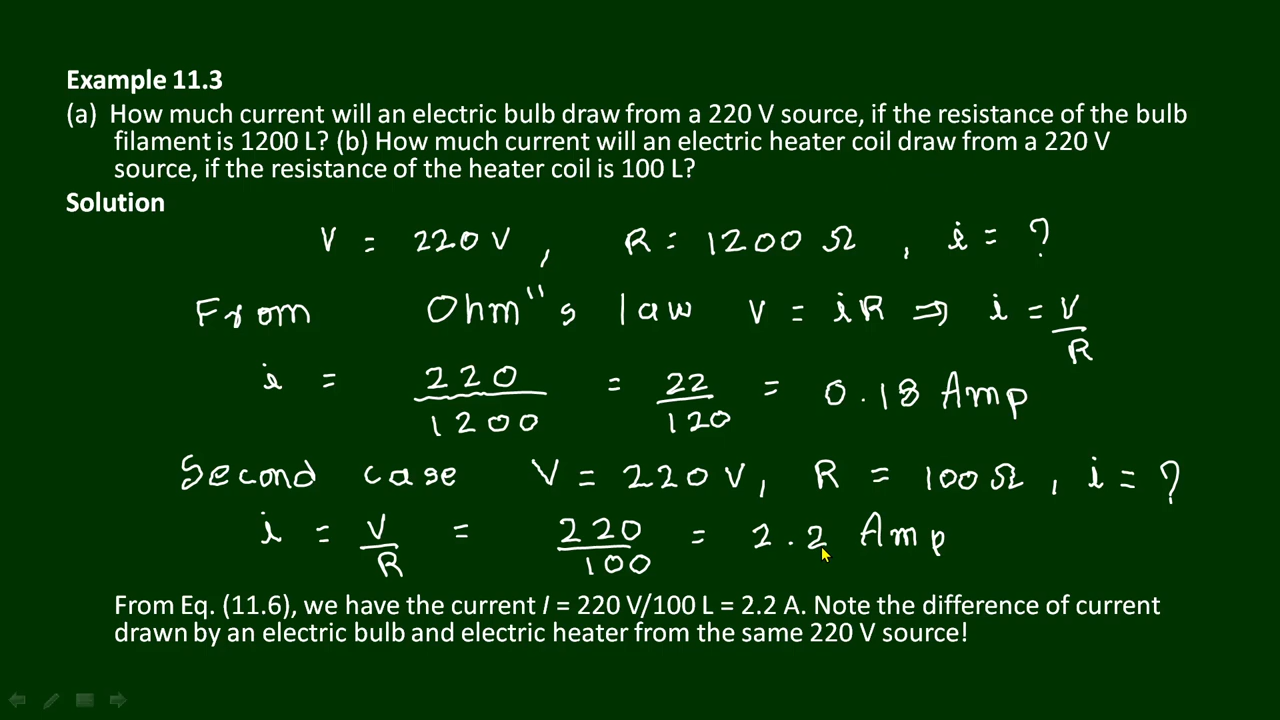 Example 11.3
(a) How much current will an electric bulb draw from a 220 V source, if the resistance of the bulb
filament is 1200 L? (b) How much current will an electric heater coil draw from a 220 V
source, if the resistance of the heater coil is 100 L?
Solution
V = 220 V, R = 1200 Ω, i = ?
From Ohm"s law V = iR ⇒ i = V/R
i = 220/1200 = 22/120 = 0.18 Amp
Second case V = 220 V, R = 100 Ω, i = ?
i = V/R = 220/100 = 2.2 Amp
From Eq. (11.6), we have the current I = 220 V/100 L = 2.2 A. Note the difference of current
drawn by an electric bulb and electric heater from the same 220 V source!